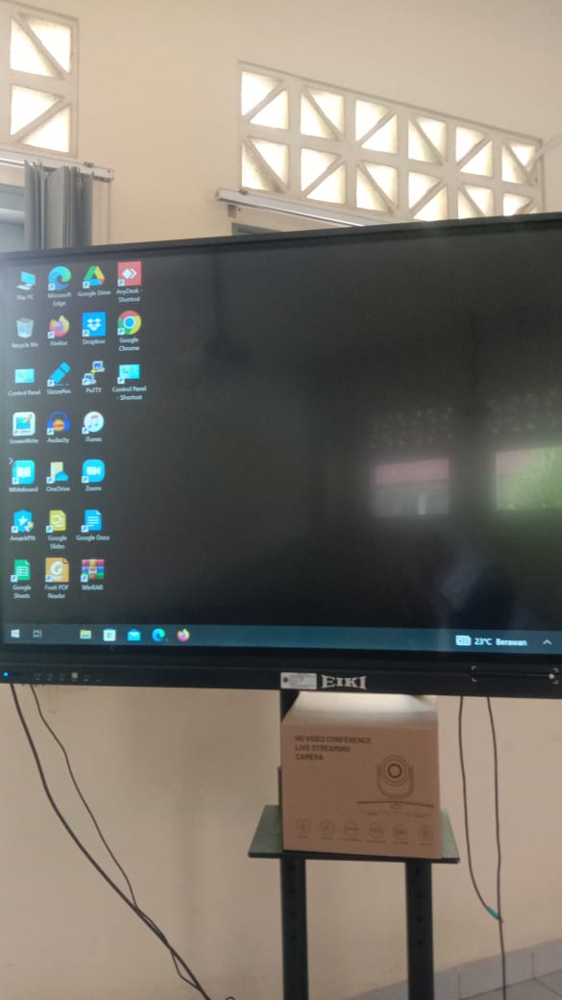 This PC
Microsoft
Edge
Google Drive
AnyDesk -
Shortcut
Recycle Bin
Firefox
Dropbox
Google
Chrome
Control Panel
SkizzePen
PuTTY
Control Panel
- Shortcut
ScreenWrite
Audacity
iTunes
Whiteboard
OneDrive
Zoom
AmanVPN
Google
Slides
Google Docs
Google
Sheets
Foxit PDF
Reader
WinRAR
23°C Berawan
EIKI
HD VIDEO CONFERENCE
LIVE STREAMING
CAMERA